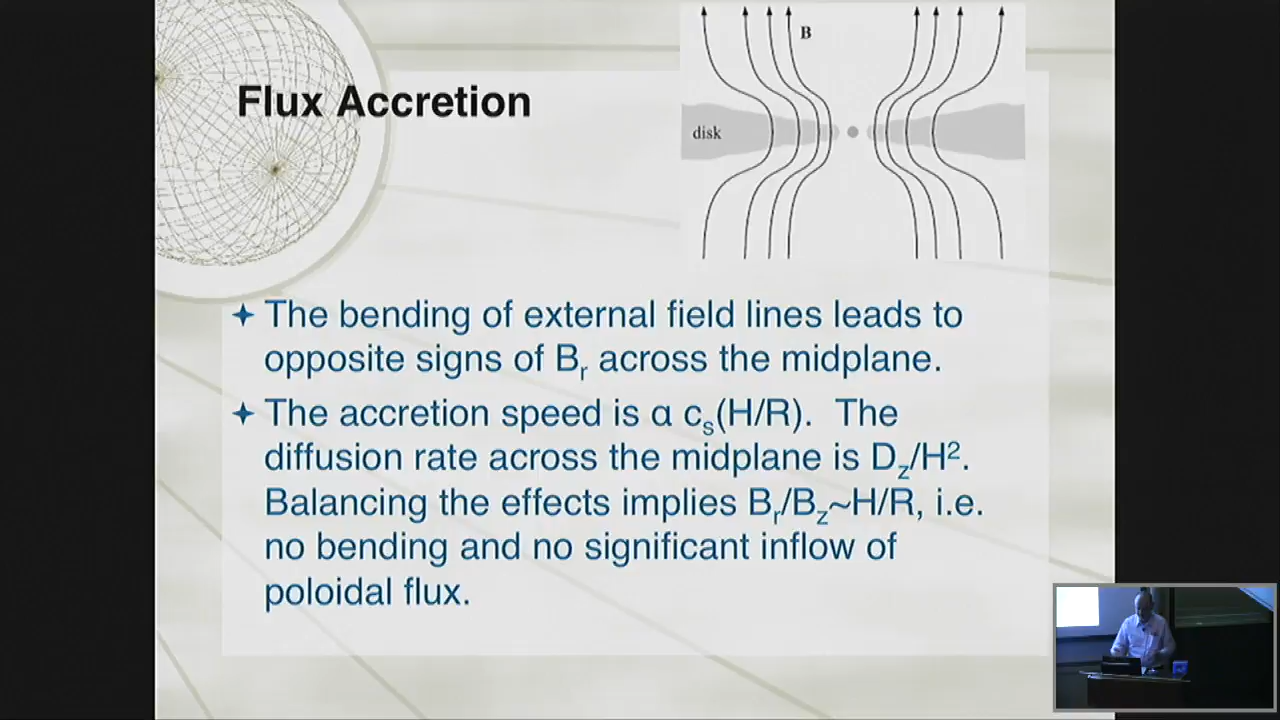 Flux Accretion
B
disk
The bending of external field lines leads to
opposite signs of Bᵣ across the midplane.
The accretion speed is α cₛ(H/R).  The
diffusion rate across the midplane is D_z/H².
Balancing the effects implies Bᵣ/B_z~H/R, i.e.
no bending and no significant inflow of
poloidal flux.